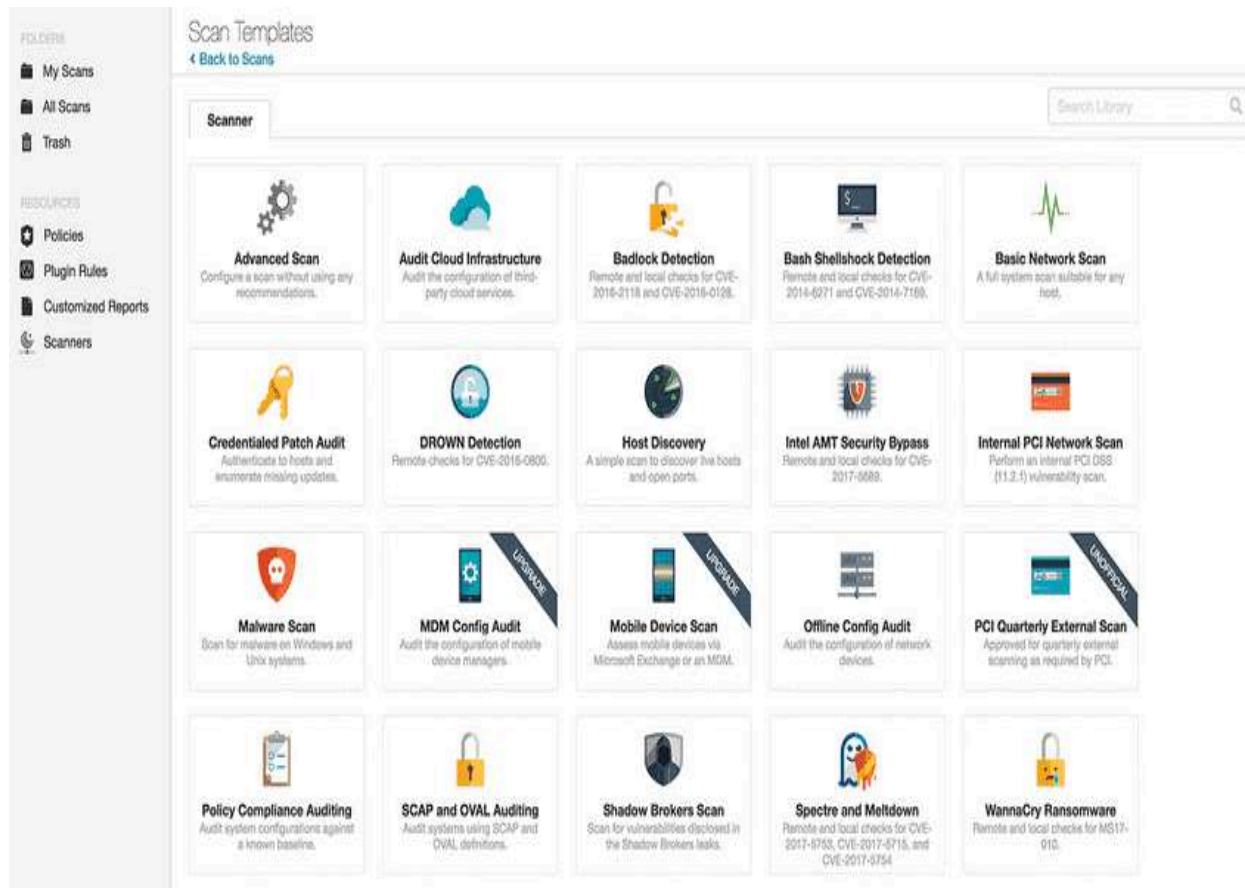 FOLDERS
My Scans
All Scans
Trash
RESOURCES
Policies
Plugin Rules
Customized Reports
Scanners
Scan Templates
Back to Scans
Scanner
Search Library
Advanced Scan
Configure a scan without using any
recommendations.
Audit Cloud Infrastructure
Audit the configuration of third-
party cloud services.
Badlock Detection
Remote and local checks for CVE-
2016-2118 and CVE-2016-0128.
Bash Shellshock Detection
Remote and local checks for CVE-
2014-6271 and CVE-2014-7169.
Basic Network Scan
A full system scan suitable for any
host.
Credentialed Patch Audit
Authenticate to hosts and
enumerate missing updates.
DROWN Detection
Remote checks for CVE-2016-0800.
Host Discovery
A simple scan to discover live hosts
and open ports.
Intel AMT Security Bypass
Remote and local checks for CVE-
2017-5689.
Internal PCI Network Scan
Perform an internal PCI DSS
(11.2.1) vulnerability scan.
Malware Scan
Scan for malware on Windows and
Unix systems.
UPGRADE
MDM Config Audit
Audit the configuration of mobile
device managers.
UPGRADE
Mobile Device Scan
Assess mobile devices via
Microsoft Exchange or an MDM.
Offline Config Audit
Audit the configuration of network
devices.
UNOFFICIAL
PCI Quarterly External Scan
Approved for quarterly external
scanning as required by PCI.
Policy Compliance Auditing
Audit system configurations against
a known baseline.
SCAP and OVAL Auditing
Audit systems using SCAP and
OVAL definitions.
Shadow Brokers Scan
Scan for vulnerabilities disclosed in
the Shadow Brokers leaks.
Spectre and Meltdown
Remote and local checks for CVE-
2017-5753, CVE-2017-5715, and
CVE-2017-5754
WannaCry Ransomware
Remote and local checks for MS17-
010.